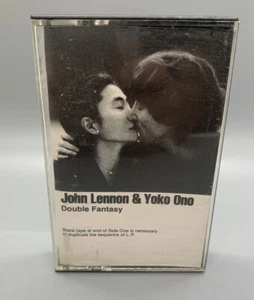 John Lennon & Yoko Ono
Double Fantasy
Blank tape at end of Side One is necessary
to duplicate the sequence of L.P.